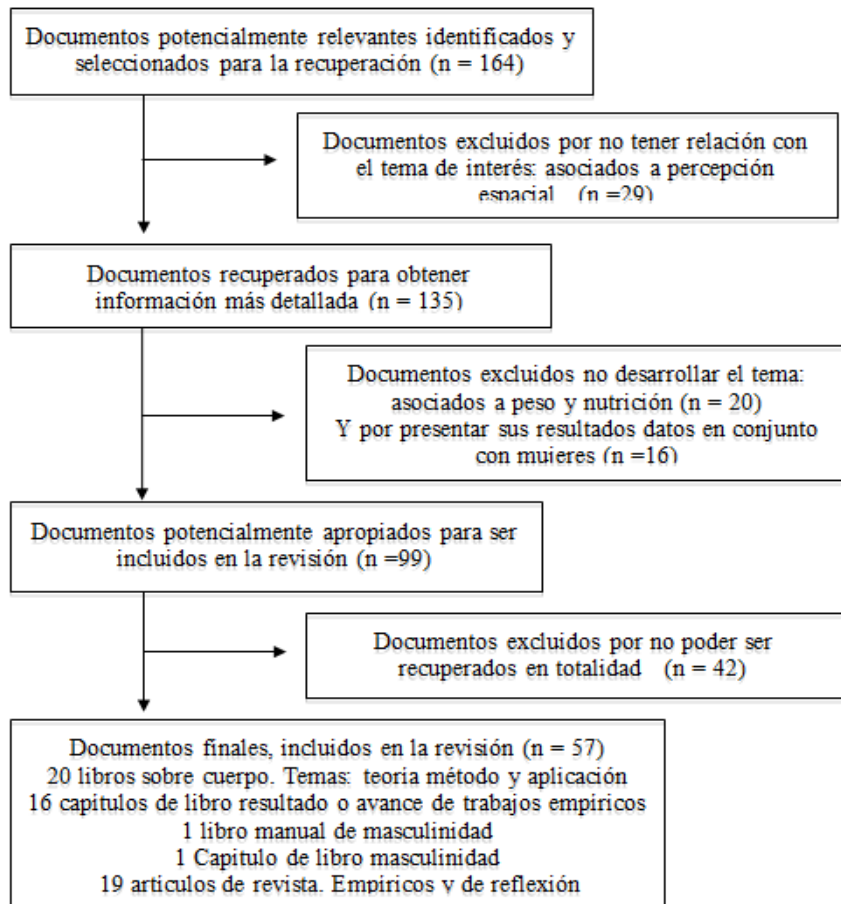 Documentos potencialmente relevantes identificados y
seleccionados para la recuperación (n = 164)
Documentos excluidos por no tener relación con
el tema de interés: asociados a percepción
espacial (n =29)
Documentos recuperados para obtener
información más detallada (n = 135)
Documentos excluidos no desarrollar el tema:
asociados a peso y nutrición (n = 20)
Y por presentar sus resultados datos en conjunto
con mujeres (n =16)
Documentos potencialmente apropiados para ser
incluidos en la revisión (n =99)
Documentos excluidos por no poder ser
recuperados en totalidad (n = 42)
Documentos finales, incluidos en la revisión (n = 57)
20 libros sobre cuerpo. Temas: teoria método y aplicación
16 capitulos de libro resultado o avance de trabajos empiricos
1 libro manual de masculinidad
1 Capitulo de libro masculinidad
19 articulos de revista. Empiricos y de reflexión